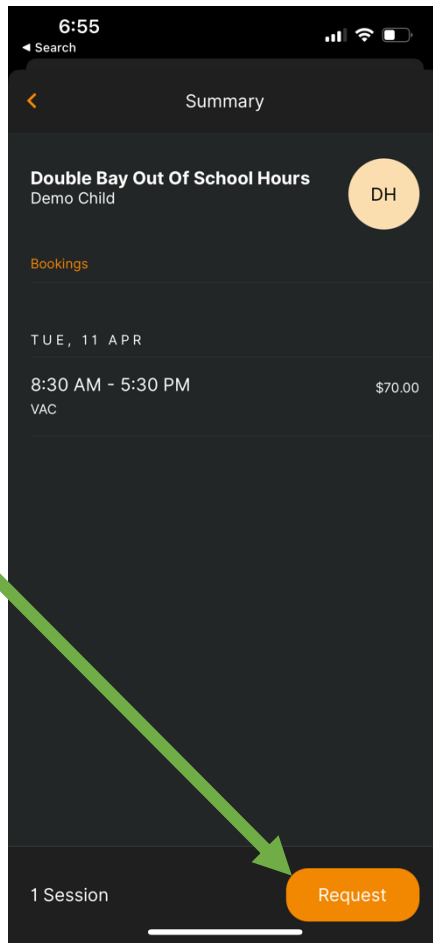 6:55
◀ Search
Summary
Double Bay Out Of School Hours
Demo Child
DH
Bookings
TUE, 11 APR
8:30 AM - 5:30 PM
$70.00
VAC
1 Session
Request